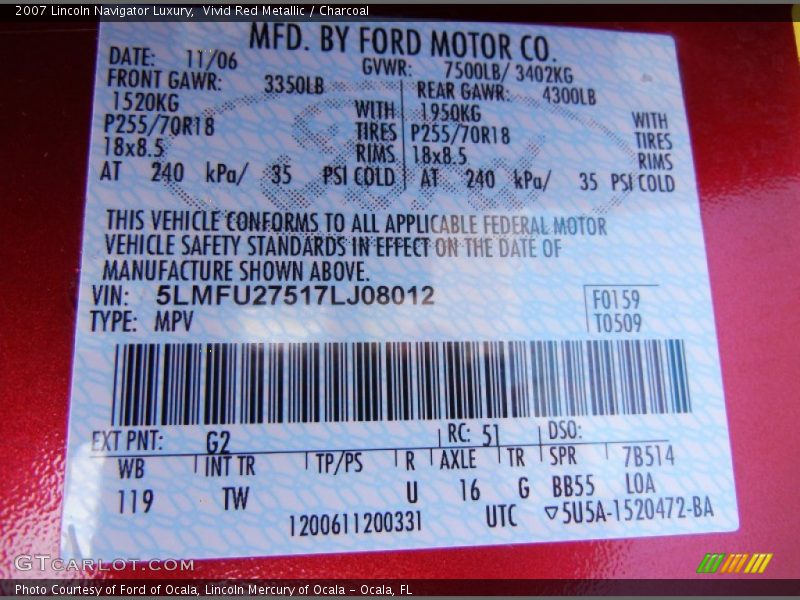 2007 Lincoln Navigator Luxury,  Vivid Red Metallic / Charcoal
MFD. BY FORD MOTOR CO.
DATE: 11/06 GVWR: 7500LB/ 3402KG
FRONT GAWR: 3350LB REAR GAWR: 4300LB
1520KG WITH 1950KG WITH
P255/70R18 TIRES P255/70R18 TIRES
18x8.5 RIMS 18x8.5 RIMS
AT 240 kPa/ 35 PSI COLD AT 240 kPa/ 35 PSI COLD
THIS VEHICLE CONFORMS TO ALL APPLICABLE FEDERAL MOTOR
VEHICLE SAFETY STANDARDS IN EFFECT ON THE DATE OF
MANUFACTURE SHOWN ABOVE.
VIN: 5LMFU27517LJ08012 F0159
TYPE: MPV T0509
EXT PNT: G2 RC: 51 DSO:
WB INT TR TP/PS R AXLE TR SPR 7B514
119 TW U 16 G BB55 LOA
1200611200331 UTC ▽5U5A-1520472-BA
GTCarLot.com
Photo Courtesy of Ford of Ocala, Lincoln Mercury of Ocala – Ocala, FL